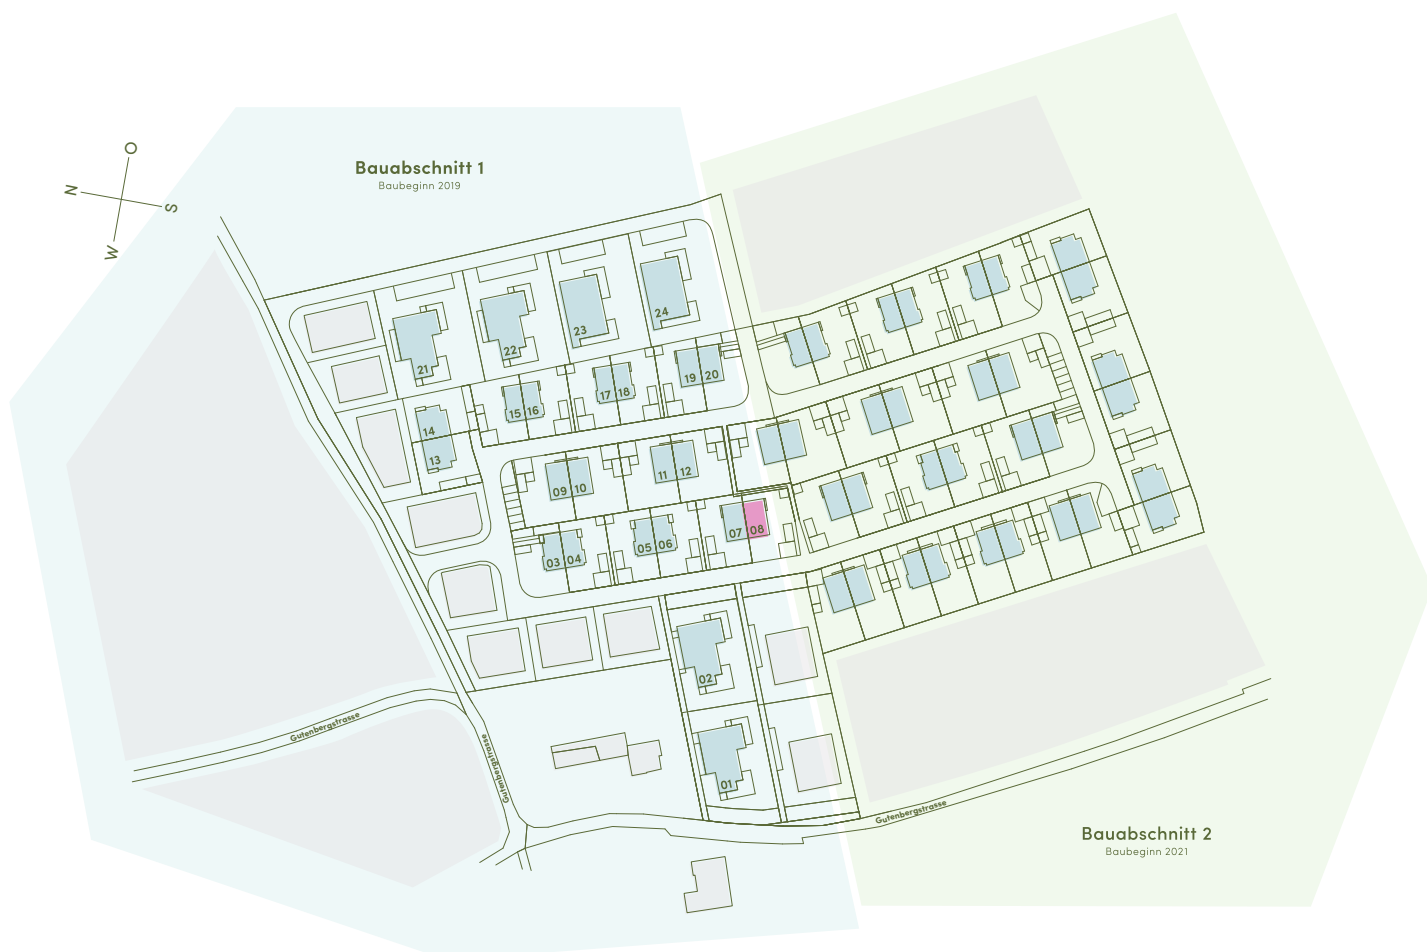 O
N
S
W
Bauabschnitt 1
Baubeginn 2019
24
23
22
21
19 20
17 18
15 16
14
13
11 12
09 10
07 08
05 06
03 04
02
01
Gutenbergstrasse
Gutenbergstrasse
Gutenbergstrasse
Bauabschnitt 2
Baubeginn 2021